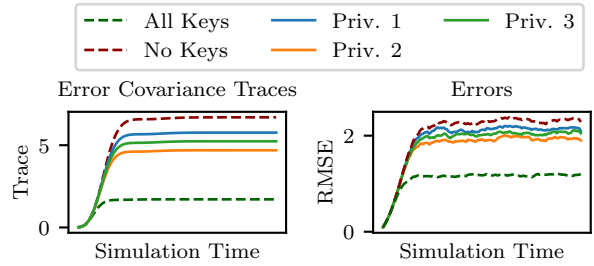 All Keys
No Keys
Priv. 1
Priv. 2
Priv. 3
Error Covariance Traces
Trace
5
0
Simulation Time
Errors
RMSE
2
0
Simulation Time